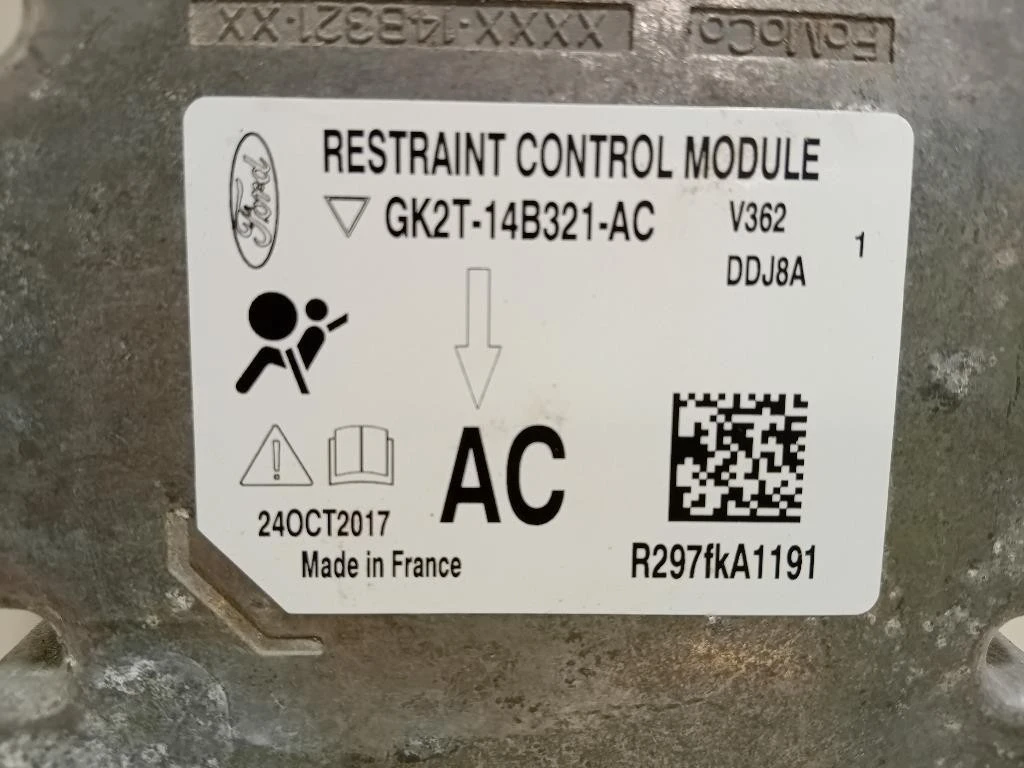 XXXX-14B321-XX FoMoCo
Ford
RESTRAINT CONTROL MODULE
GK2T-14B321-AC V362
1
DDJ8A
AC
24OCT2017
Made in France
R297fkA1191